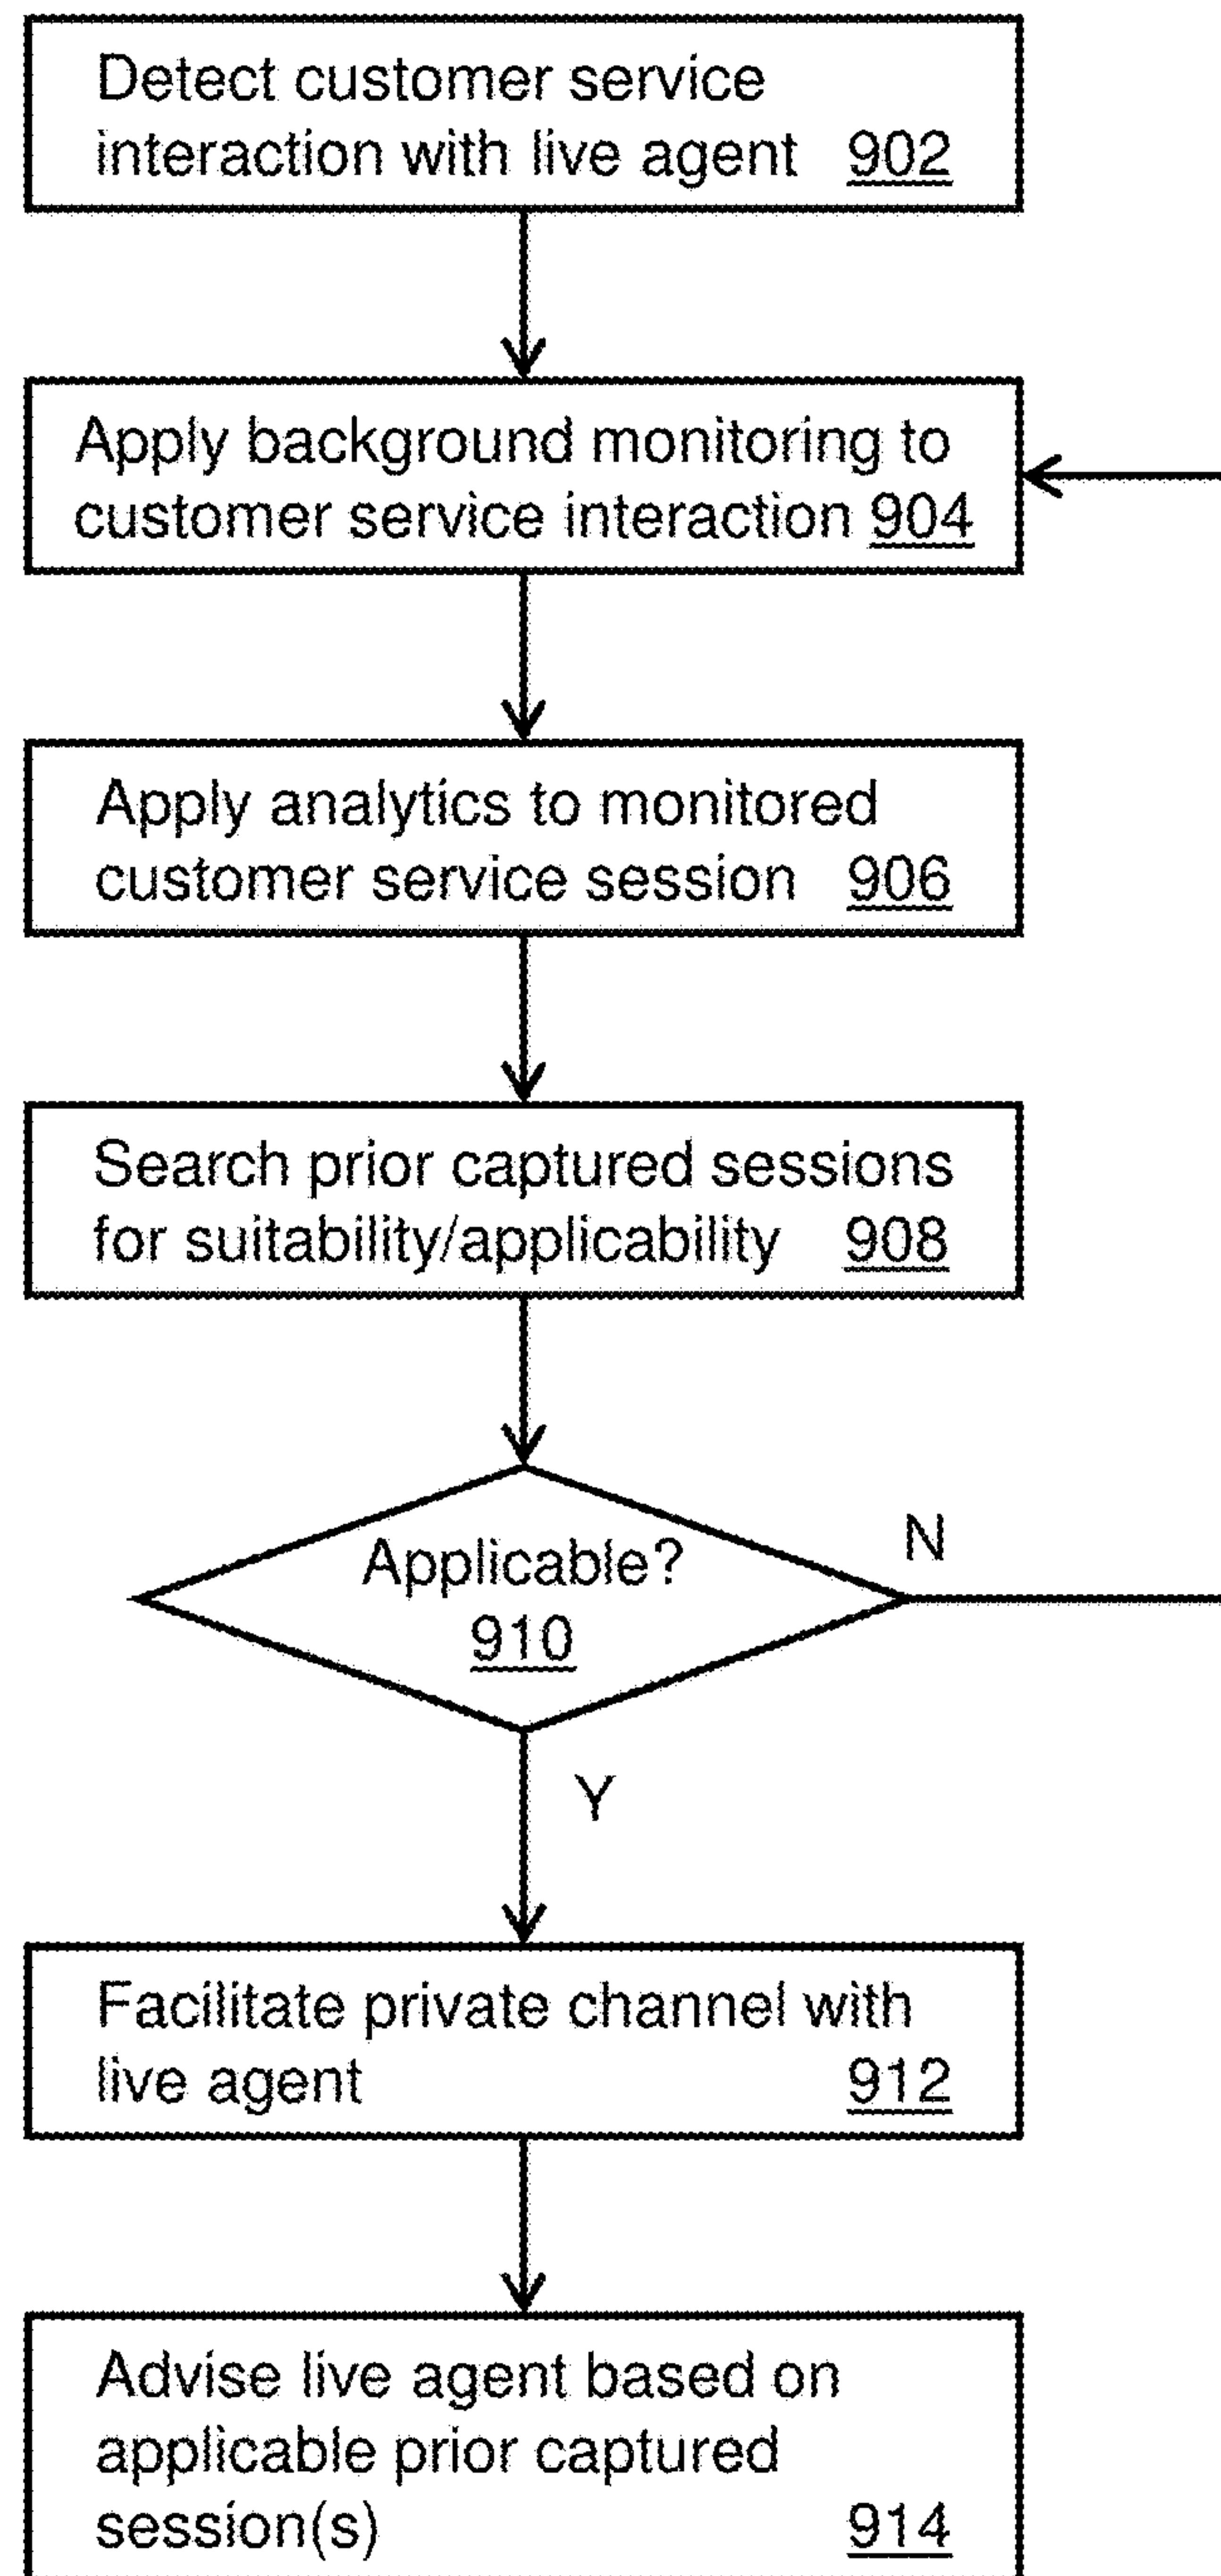 Detect customer service
interaction with live agent 902
Apply background monitoring to
customer service interaction 904
Apply analytics to monitored
customer service session 906
Search prior captured sessions
for suitability/applicability 908
Applicable?
910
N
Y
Facilitate private channel with
live agent 912
Advise live agent based on
applicable prior captured
session(s) 914